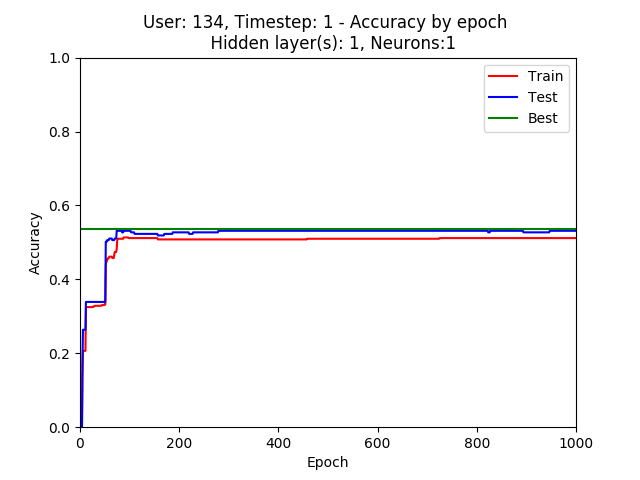 User: 134, Timestep: 1 - Accuracy by epoch
Hidden layer(s): 1, Neurons:1
1.0
0.8
0.6
0.4
0.2
0.0
Accuracy
Train
Test
Best
0 200 400 600 800 1000
Epoch